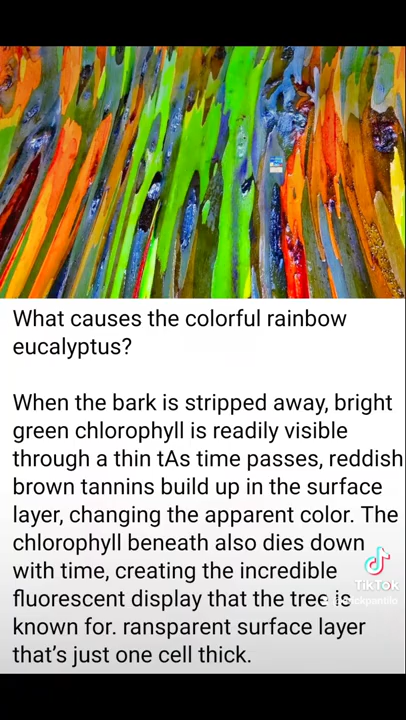 What causes the colorful rainbow
eucalyptus?
When the bark is stripped away, bright
green chlorophyll is readily visible
through a thin tAs time passes, reddish
brown tannins build up in the surface
layer, changing the apparent color. The
chlorophyll beneath also dies down
with time, creating the incredible
TikTok
fluorescent display that the tree is
known for. ransparent surface layer
that's just one cell thick.